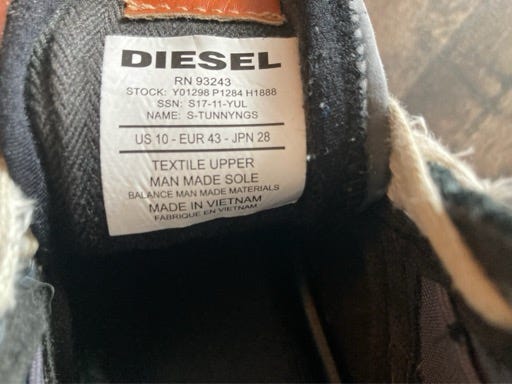 DIESEL
RN 93243
STOCK: Y01298 P1284 H1888
SSN: S17-11-YUL
NAME: S-TUNNYNGS
US 10 - EUR 43 - JPN 28
TEXTILE UPPER
MAN MADE SOLE
BALANCE MAN MADE MATERIALS
MADE IN VIETNAM
FABRIQUE EN VIETNAM